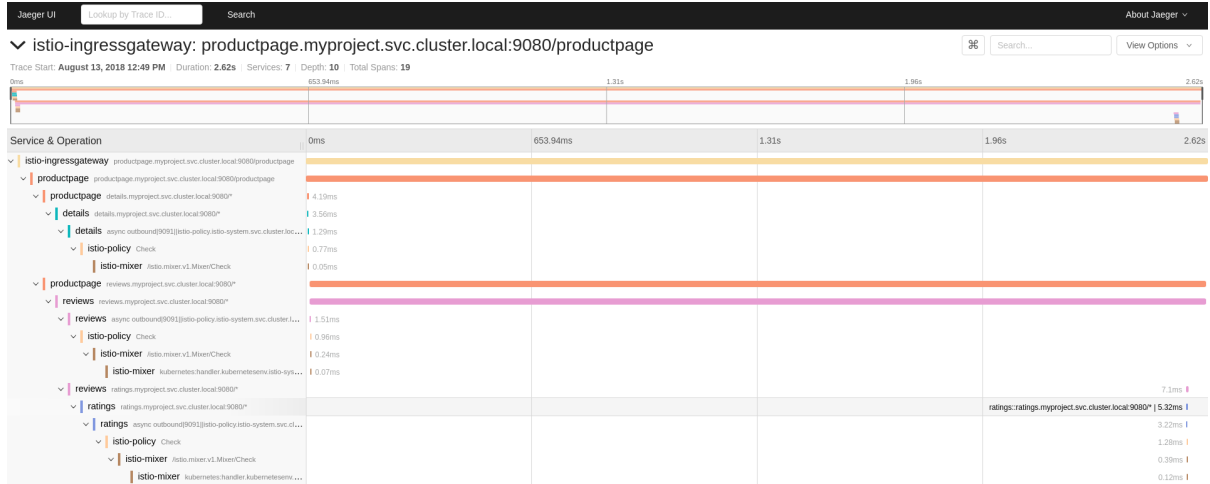 Jaeger UI Lookup by Trace ID... Search About Jaeger
istio-ingressgateway: productpage.myproject.svc.cluster.local:9080/productpage ⌘ Search... View Options
Trace Start: August 13, 2018 12:49 PM | Duration: 2.62s | Services: 7 | Depth: 10 | Total Spans: 19
0ms 653.94ms 1.31s 1.96s 2.62s
Service & Operation 0ms 653.94ms 1.31s 1.96s 2.62s
istio-ingressgateway productpage.myproject.svc.cluster.local:9080/productpage
productpage productpage.myproject.svc.cluster.local:9080/productpage
productpage details.myproject.svc.cluster.local:9080/* 4.19ms
details details.myproject.svc.cluster.local:9080/* 3.56ms
details async outbound|9091||istio-policy.istio-system.svc.cluster.loc... 1.29ms
istio-policy Check 0.77ms
istio-mixer /istio.mixer.v1.Mixer/Check 0.05ms
productpage reviews.myproject.svc.cluster.local:9080/*
reviews reviews.myproject.svc.cluster.local:9080/*
reviews async outbound|9091||istio-policy.istio-system.svc.cluster.l... 1.51ms
istio-policy Check 0.96ms
istio-mixer /istio.mixer.v1.Mixer/Check 0.24ms
istio-mixer kubernetes:handler.kubernetesenv.istio-sys... 0.07ms
reviews ratings.myproject.svc.cluster.local:9080/* 7.1ms
ratings ratings.myproject.svc.cluster.local:9080/* ratings::ratings.myproject.svc.cluster.local:9080/* | 5.32ms
ratings async outbound|9091||istio-policy.istio-system.svc.cl... 3.22ms
istio-policy Check 1.28ms
istio-mixer /istio.mixer.v1.Mixer/Check 0.39ms
istio-mixer kubernetes:handler.kubernetesenv.... 0.12ms